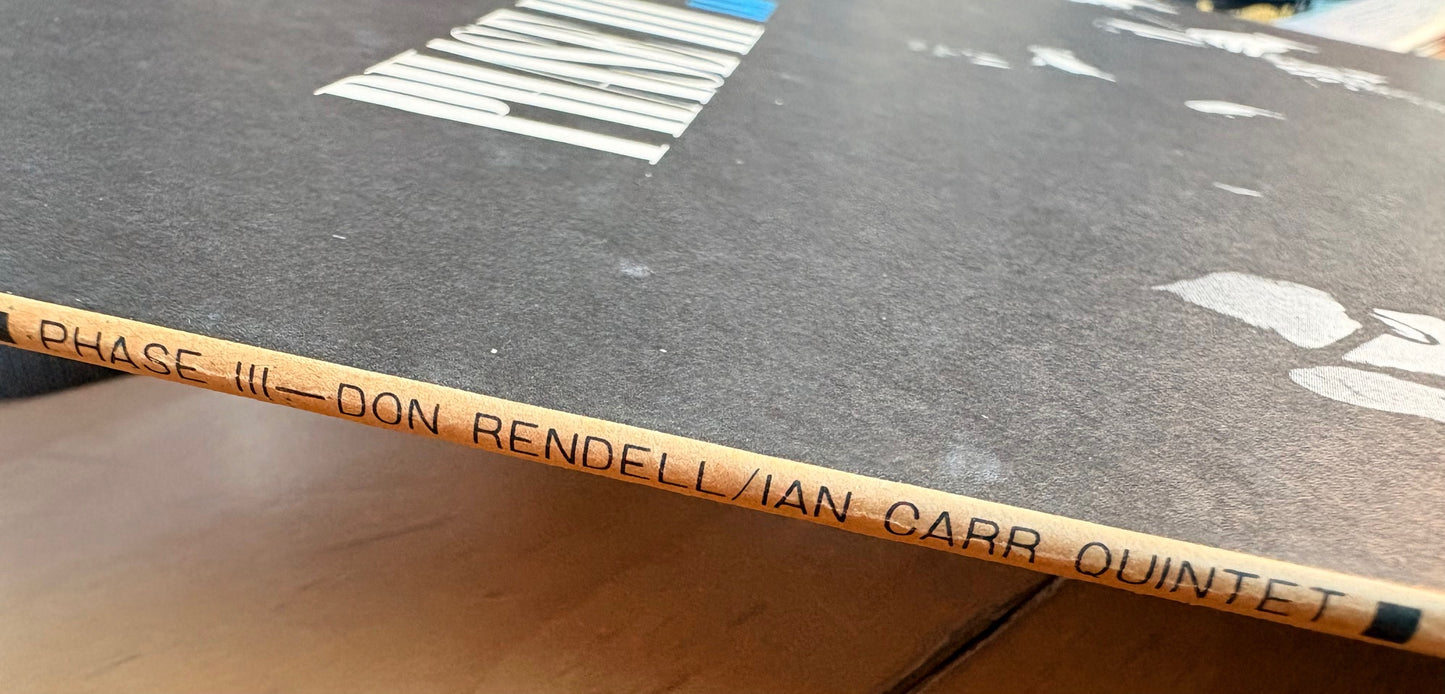 PHASE III—DON RENDELL/IAN CARR QUINTET